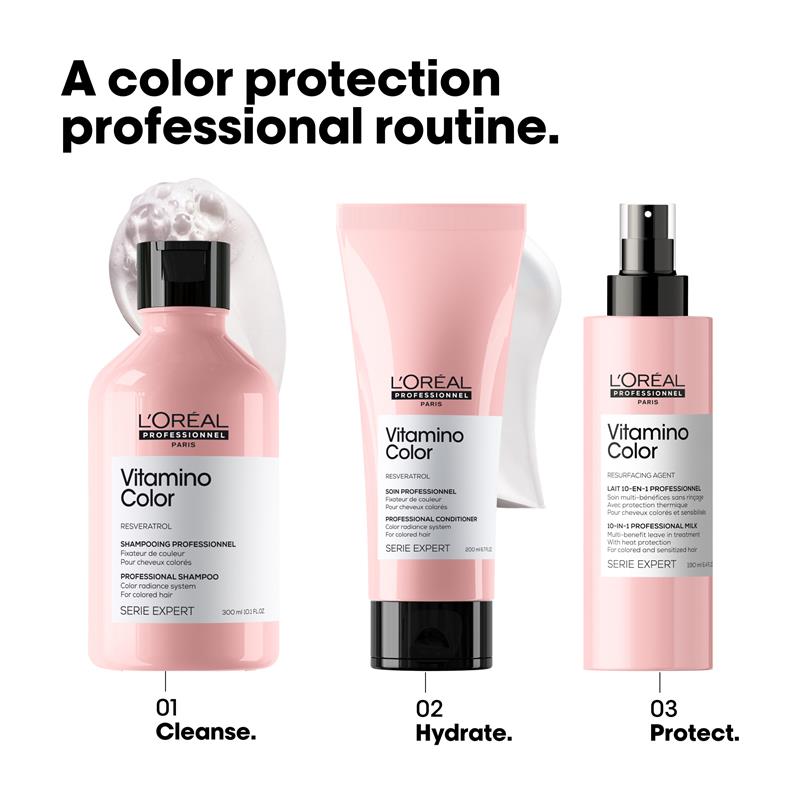 A color protection
professional routine.
L'ORÉAL
PROFESSIONNEL
PARIS
Vitamino
Color
RESVERATROL
SHAMPOOING PROFESSIONNEL
Fixateur de couleur
Pour cheveux colorés
PROFESSIONAL SHAMPOO
Color radiance system
For colored hair
SERIE EXPERT 300 ml 10.1 FL.OZ
L'ORÉAL
PROFESSIONNEL
PARIS
Vitamino
Color
RESVERATROL
SOIN PROFESSIONNEL
Fixateur de couleur
Pour cheveux colorés
PROFESSIONAL CONDITIONER
Color radiance system
For colored hair
SERIE EXPERT 200 ml 6.7 FL.OZ
L'ORÉAL
PROFESSIONNEL
PARIS
Vitamino
Color
RESURFACING AGENT
LAIT 10-EN-1 PROFESSIONNEL
Soin multi-bénéfices sans rinçage
Avec protection thermique
Pour cheveux colorés et sensibilisés
10-IN-1 PROFESSIONAL MILK
Multi-benefit leave in treatment
With heat protection
For colored and sensitized hair
SERIE EXPERT 190 ml
01
Cleanse.
02
Hydrate.
03
Protect.